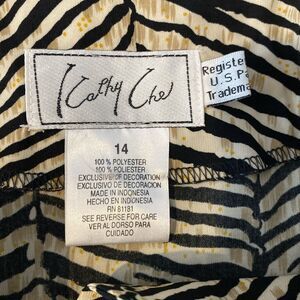 Kathy Che
Registe
U.S.Pa
Tradema
14
100 % POLYESTER
100 % POLIESTER
EXCLUSIVE OF DECORATION
EXCLUSIVO DE DECORACION
MADE IN INDONESIA
HECHO EN INDONESIA
RN 81181
SEE REVERSE FOR CARE
VER AL DORSO PARA
CUIDADO